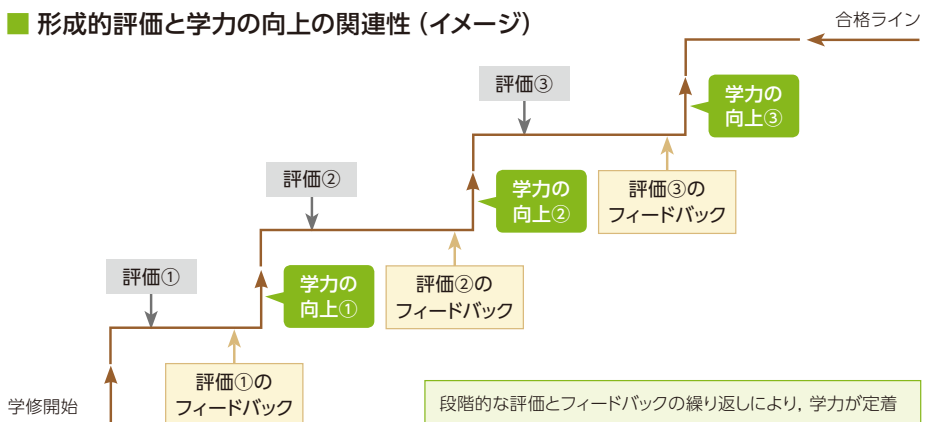 ■ 形成的評価と学力の向上の関連性（イメージ）
合格ライン
評価③
学力の
向上③
評価②
学力の
向上②
評価③の
フィードバック
評価①
学力の
向上①
評価②の
フィードバック
評価①の
フィードバック
学修開始
段階的な評価とフィードバックの繰り返しにより，学力が定着